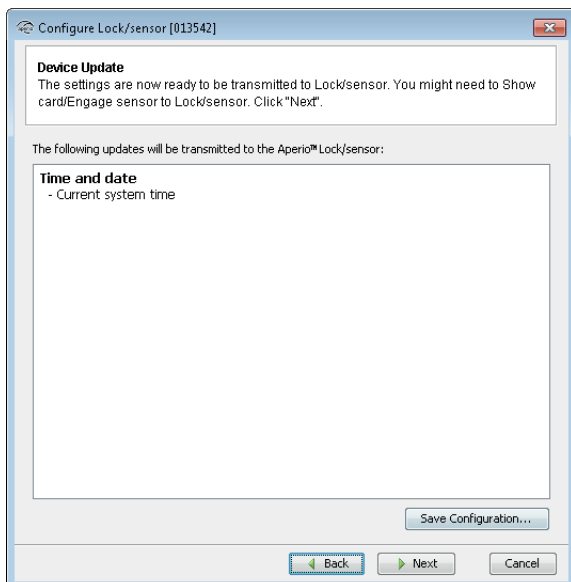 Configure Lock/sensor [013542]
Device Update
The settings are now ready to be transmitted to Lock/sensor. You might need to Show
card/Engage sensor to Lock/sensor. Click "Next".
The following updates will be transmitted to the Aperio™ Lock/sensor:
Time and date
- Current system time
Save Configuration...
Back
Next
Cancel